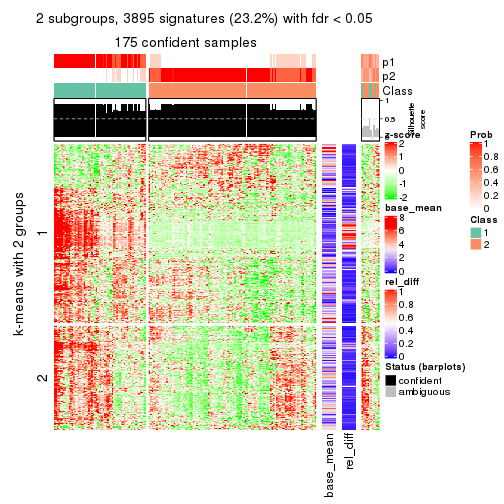 2 subgroups, 3895 signatures (23.2%) with fdr < 0.05
175 confident samples
p1
p2
Class
1
0.5
0
Silhouette
score
k-means with 2 groups
1
2
base_mean
rel_diff
z-score
2
1
0
-1
-2
base_mean
8
6
4
2
0
rel_diff
1
0.8
0.6
0.4
0.2
0
Status (barplots)
confident
ambiguous
Prob
1
0.8
0.6
0.4
0.2
0
Class
1
2